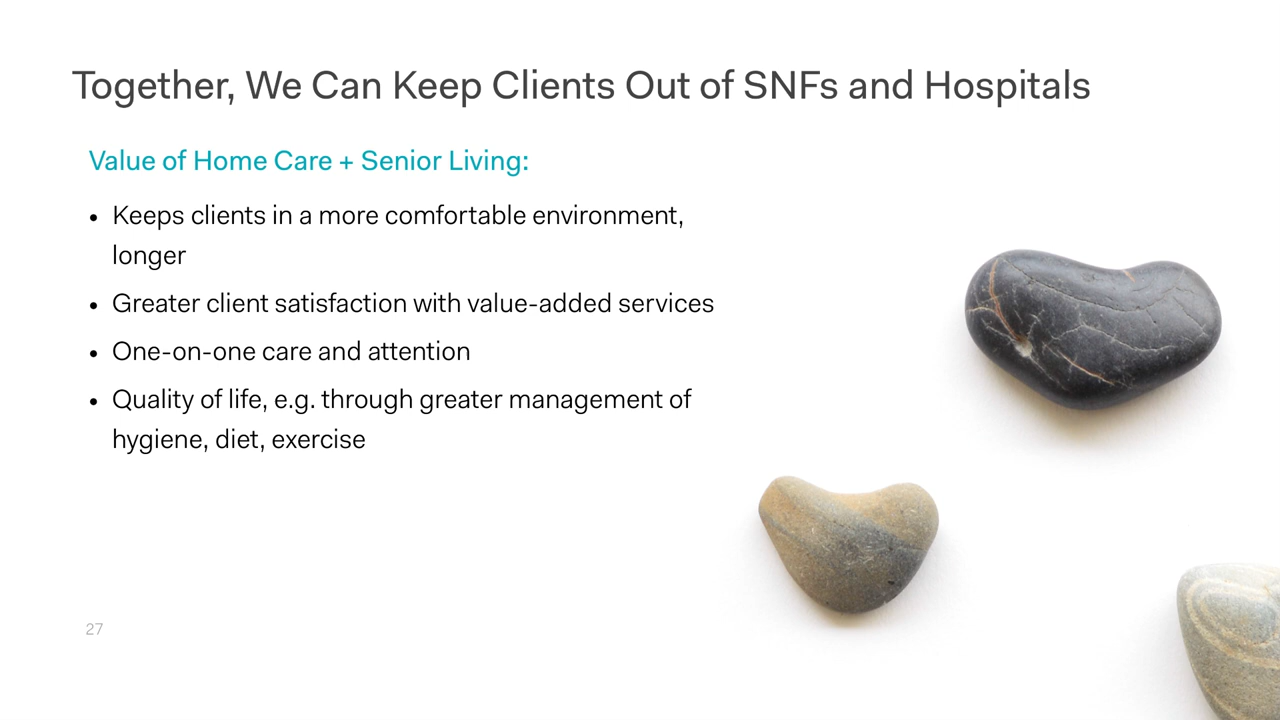 Together, We Can Keep Clients Out of SNFs and Hospitals
Value of Home Care + Senior Living:
• Keeps clients in a more comfortable environment,
longer
• Greater client satisfaction with value-added services
• One-on-one care and attention
• Quality of life, e.g. through greater management of
hygiene, diet, exercise
27